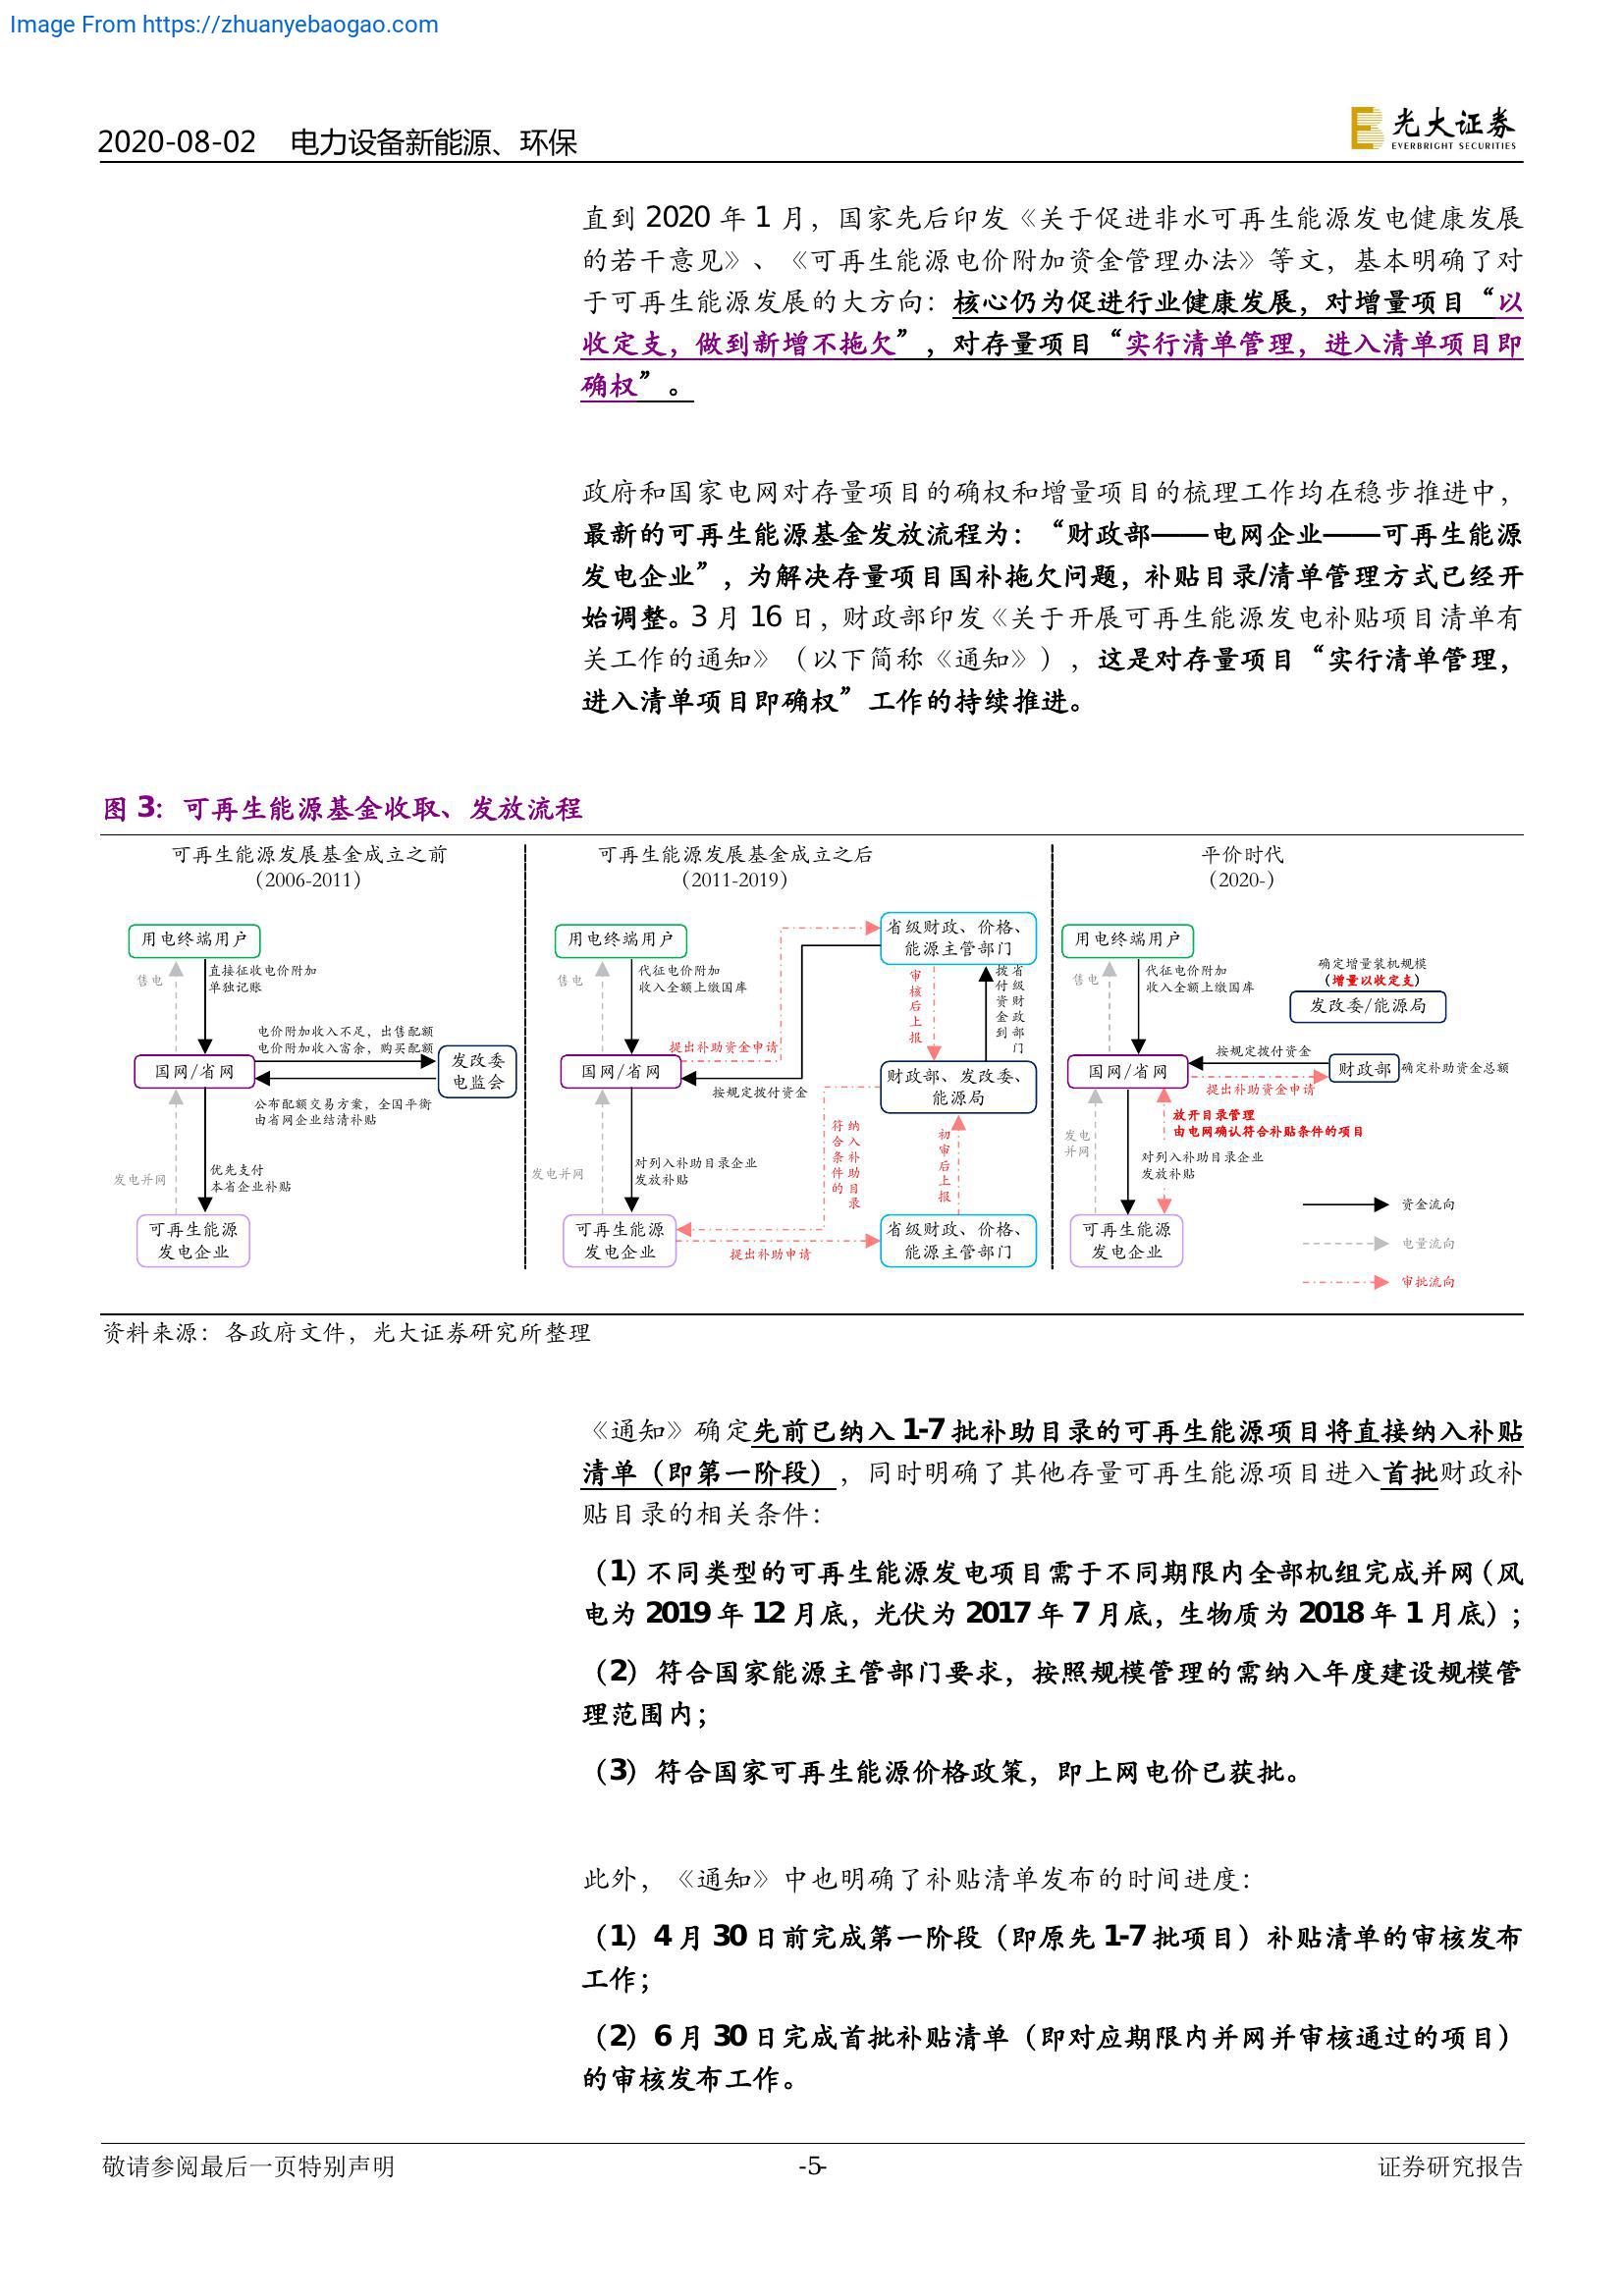 Image From https://zhuanyebaogao.com
2020-08-02 电力设备新能源、环保
光大证券
EVERBRIGHT SECURITIES
直到 2020 年 1 月，国家先后印发《关于促进非水可再生能源发电健康发展
的若干意见》、《可再生能源电价附加资金管理办法》等文，基本明确了对
于可再生能源发展的大方向：核心仍为促进行业健康发展，对增量项目“以
收定支，做到新增不拖欠”，对存量项目“实行清单管理，进入清单项目即
确权”。
政府和国家电网对存量项目的确权和增量项目的梳理工作均在稳步推进中，
最新的可再生能源基金发放流程为：“财政部——电网企业——可再生能源
发电企业”，为解决存量项目国补拖欠问题，补贴目录/清单管理方式已经开
始调整。3 月 16 日，财政部印发《关于开展可再生能源发电补贴项目清单有
关工作的通知》（以下简称《通知》），这是对存量项目“实行清单管理，
进入清单项目即确权”工作的持续推进。
图 3：可再生能源基金收取、发放流程
可再生能源发展基金成立之前
（2006-2011）
用电终端用户
售电
直接征收电价附加
单独记账
电价附加收入不足，出售配额
电价附加收入富余，购买配额
国网/省网
发改委
电监会
公布配额交易方案，全国平衡
由省网企业结清补贴
发电并网
优先支付
本省企业补贴
可再生能源
发电企业
可再生能源发展基金成立之后
（2011-2019）
用电终端用户
售电
代征电价附加
收入全额上缴国库
省级财政、价格、
能源主管部门
审核后上报
拨付资金到
省级财政部门
提出补助资金申请
国网/省网
按规定拨付资金
财政部、发改委、
能源局
符合条件的
纳入补助目录
初审后上报
发电并网
对列入补助目录企业
发放补贴
可再生能源
发电企业
提出补助申请
省级财政、价格、
能源主管部门
平价时代
（2020-）
用电终端用户
售电
代征电价附加
收入全额上缴国库
确定增量装机规模
（增量以收定支）
发改委/能源局
按规定拨付资金
国网/省网
财政部
确定补助资金总额
提出补助资金申请
放开目录管理
由电网确认符合补贴条件的项目
发电
并网
对列入补助目录企业
发放补贴
可再生能源
发电企业
资金流向
电量流向
审批流向
资料来源：各政府文件，光大证券研究所整理
《通知》确定先前已纳入 1-7 批补助目录的可再生能源项目将直接纳入补贴
清单（即第一阶段），同时明确了其他存量可再生能源项目进入首批财政补
贴目录的相关条件：
（1）不同类型的可再生能源发电项目需于不同期限内全部机组完成并网（风
电为 2019 年 12 月底，光伏为 2017 年 7 月底，生物质为 2018 年 1 月底）；
（2）符合国家能源主管部门要求，按照规模管理的需纳入年度建设规模管
理范围内；
（3）符合国家可再生能源价格政策，即上网电价已获批。
此外，《通知》中也明确了补贴清单发布的时间进度：
（1）4 月 30 日前完成第一阶段（即原先 1-7 批项目）补贴清单的审核发布
工作；
（2）6 月 30 日完成首批补贴清单（即对应期限内并网并审核通过的项目）
的审核发布工作。
敬请参阅最后一页特别声明
-5-
证券研究报告